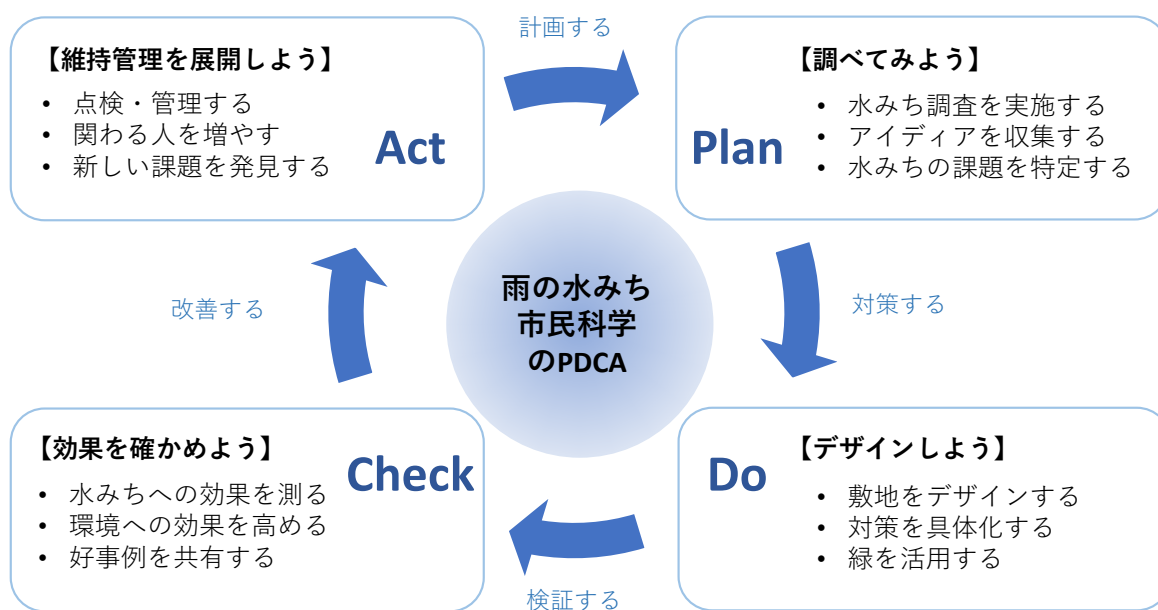 計画する
【維持管理を展開しよう】
• 点検・管理する
• 関わる人を増やす
• 新しい課題を発見する
Act
【調べてみよう】
• 水みち調査を実施する
• アイディアを収集する
• 水みちの課題を特定する
Plan
雨の水みち
市民科学
のPDCA
改善する
対策する
【効果を確かめよう】
• 水みちへの効果を測る
• 環境への効果を高める
• 好事例を共有する
Check
【デザインしよう】
• 敷地をデザインする
• 対策を具体化する
• 緑を活用する
Do
検証する